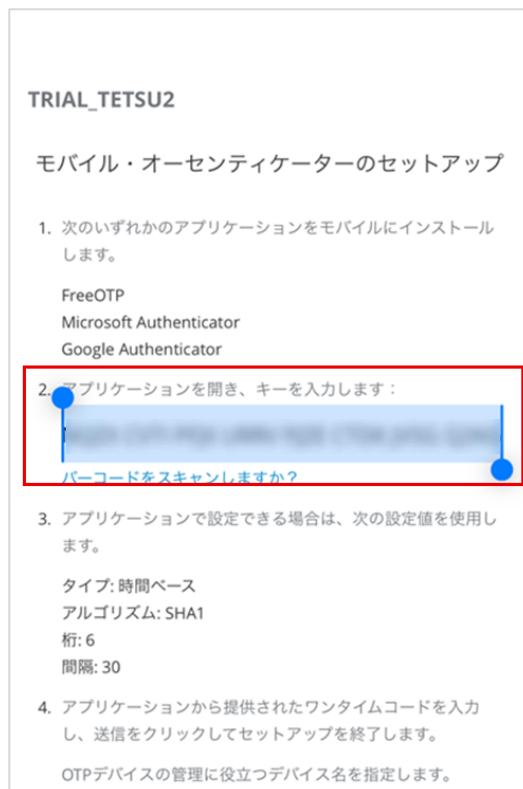 TRIAL_TETSU2
モバイル・オーセンティケーターのセットアップ
1. 次のいずれかのアプリケーションをモバイルにインストール
します。
FreeOTP
Microsoft Authenticator
Google Authenticator
2. アプリケーションを開き、キーを入力します：
バーコードをスキャンしますか？
3. アプリケーションで設定できる場合は、次の設定値を使用し
ます。
タイプ: 時間ベース
アルゴリズム: SHA1
桁: 6
間隔: 30
4. アプリケーションから提供されたワンタイムコードを入力
し、送信をクリックしてセットアップを終了します。
OTPデバイスの管理に役立つデバイス名を指定します。